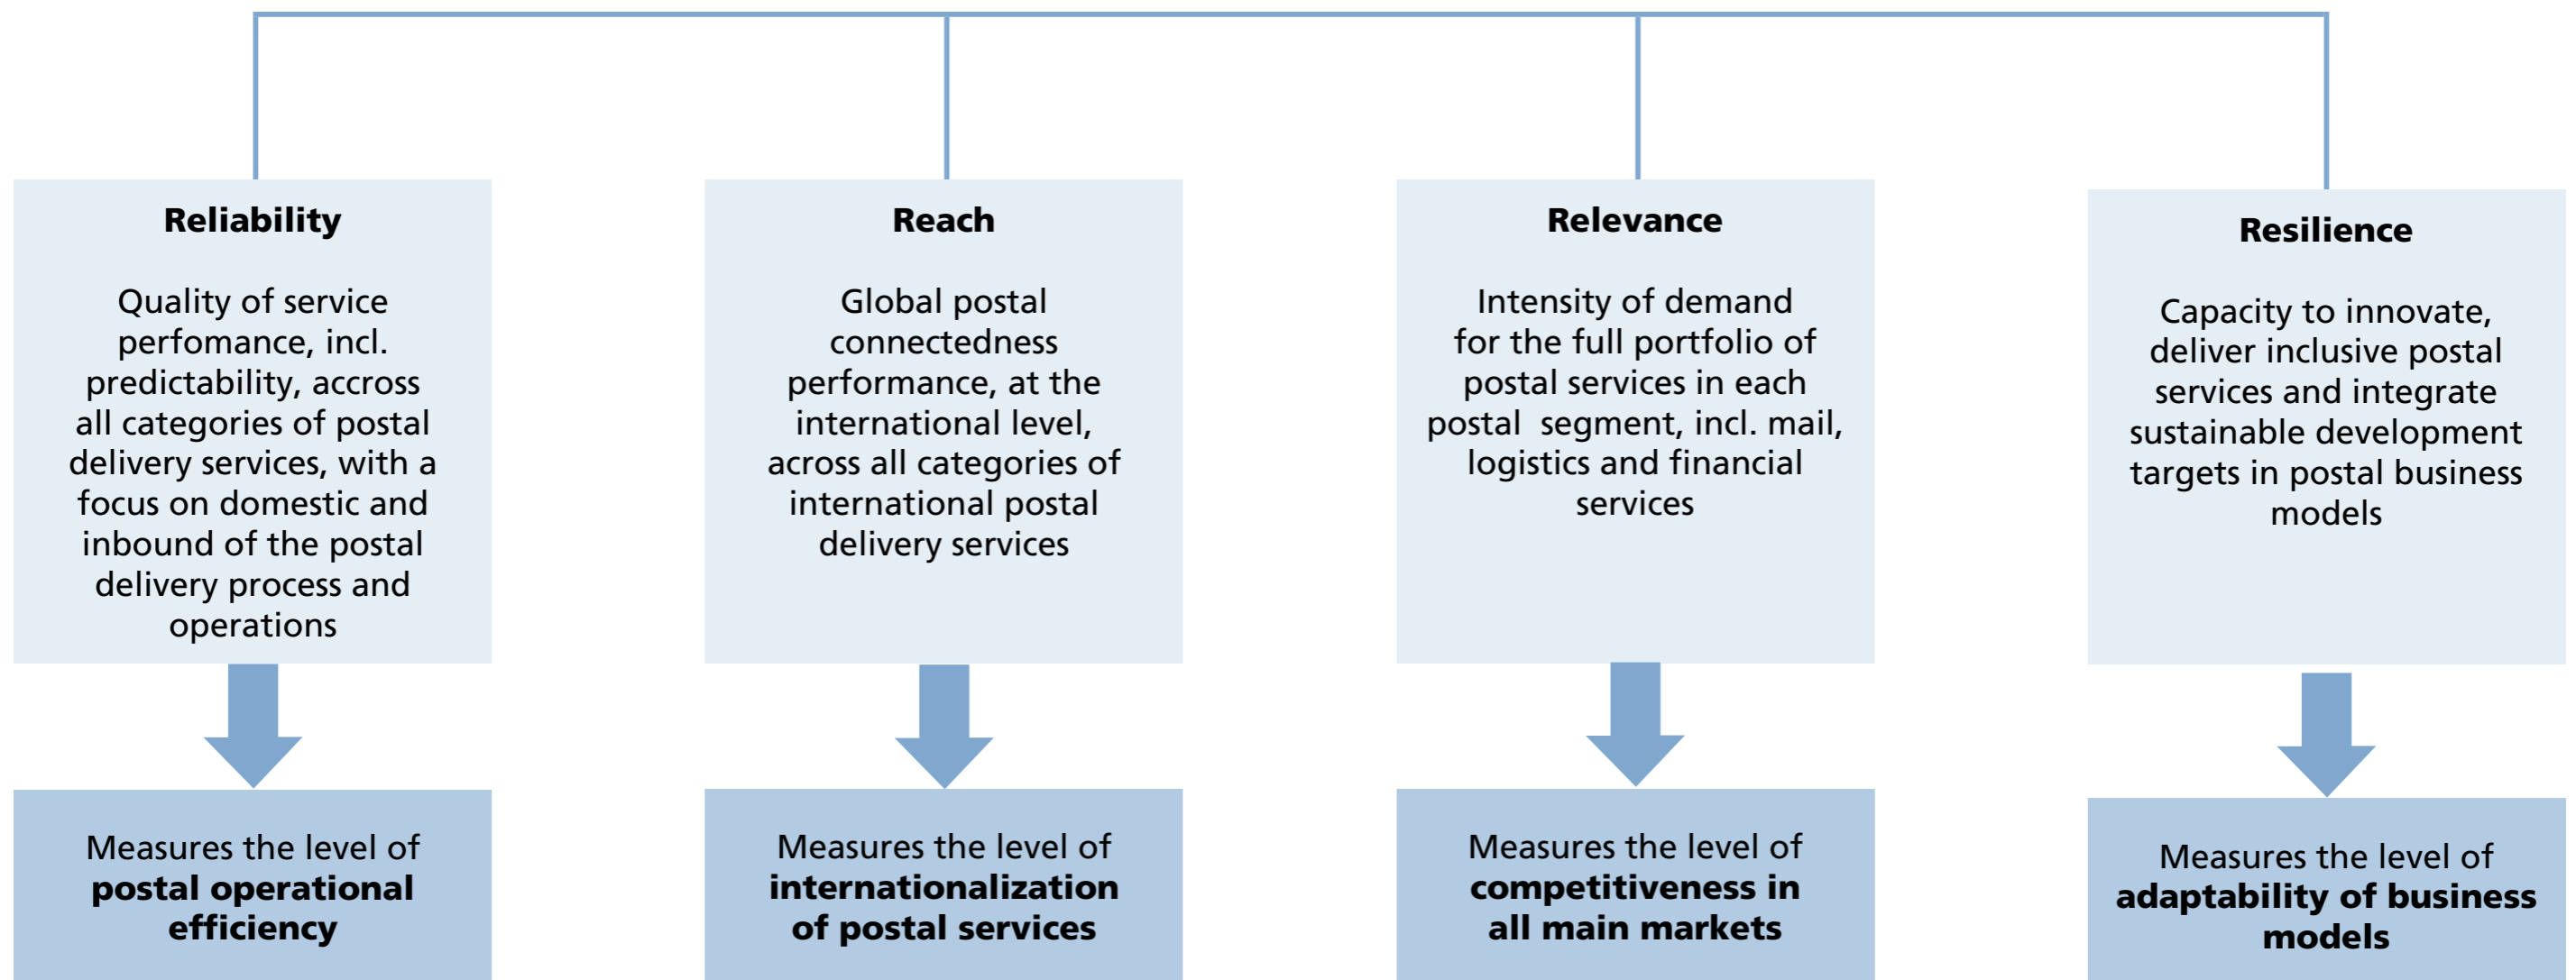 Reliability
Quality of service
perfomance, incl.
predictability, accross
all categories of postal
delivery services, with a
focus on domestic and
inbound of the postal
delivery process and
operations
Measures the level of
postal operational
efficiency
Reach
Global postal
connectedness
performance, at the
international level,
across all categories of
international postal
delivery services
Measures the level of
internationalization
of postal services
Relevance
Intensity of demand
for the full portfolio of
postal services in each
postal  segment, incl. mail,
logistics and financial
services
Measures the level of
competitiveness in
all main markets
Resilience
Capacity to innovate,
deliver inclusive postal
services and integrate
sustainable development
targets in postal business
models
Measures the level of
adaptability of business
models